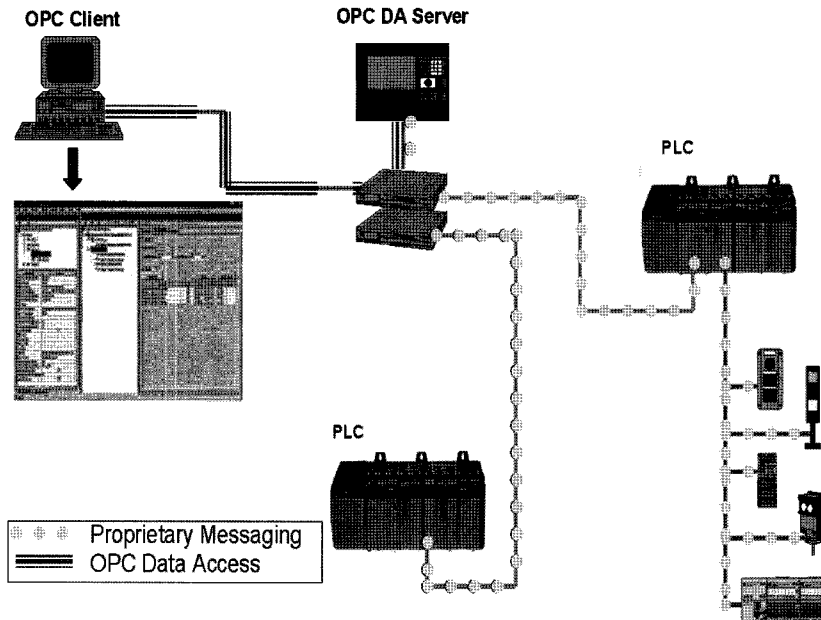 OPC Client
OPC DA Server
PLC
PLC
Proprietary Messaging
OPC Data Access